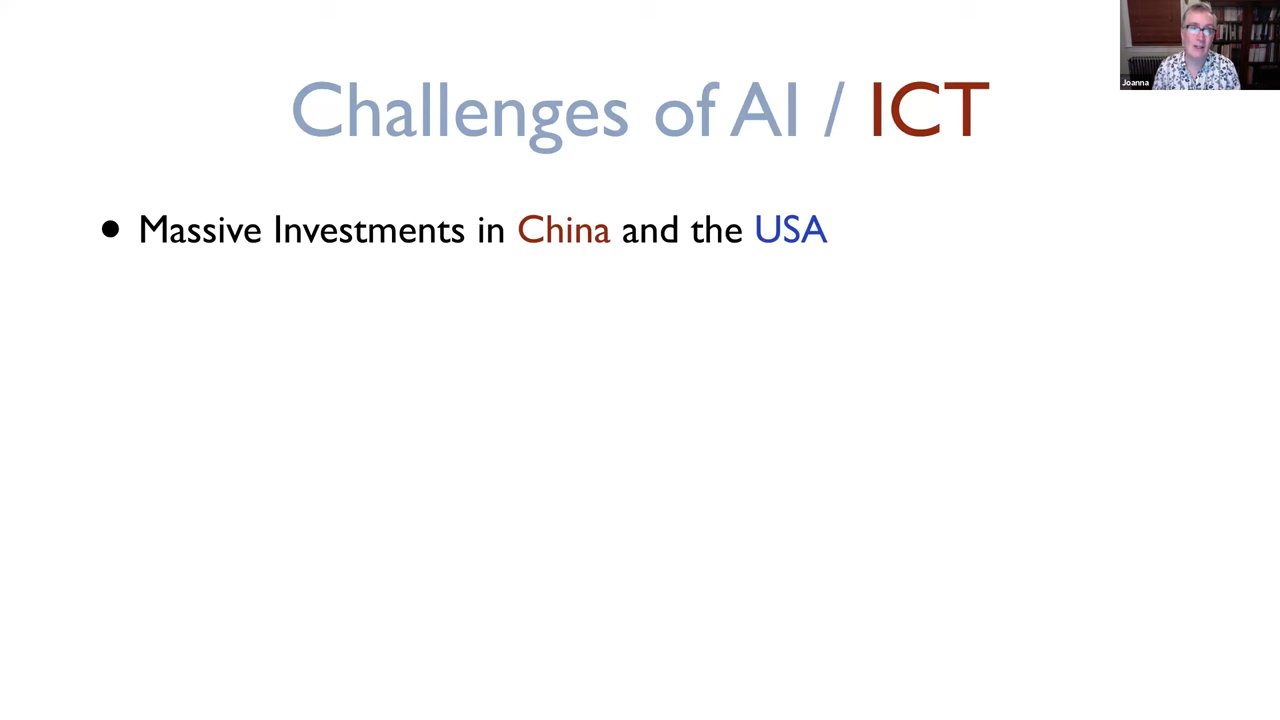 Joanna
Challenges of AI / ICT
• Massive Investments in China and the USA